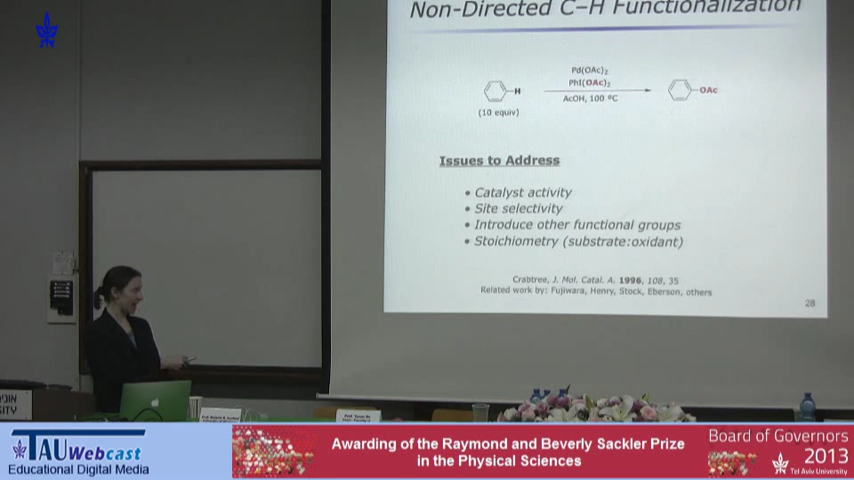 Non-Directed C–H Functionalization
Pd(OAc)2
PhI(OAc)2
AcOH, 100 ºC
H
OAc
(10 equiv)
Issues to Address
• Catalyst activity
• Site selectivity
• Introduce other functional groups
• Stoichiometry (substrate:oxidant)
Crabtree, J. Mol. Catal. A. 1996, 108, 35
Related work by: Fujiwara, Henry, Stock, Eberson, others
28
TAU Webcast
Educational Digital Media
Awarding of the Raymond and Beverly Sackler Prize
in the Physical Sciences
Board of Governors
2013
Tel Aviv University